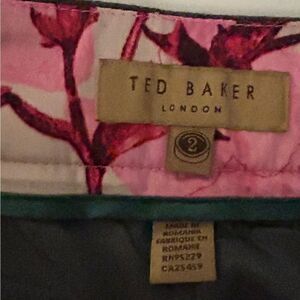 TED BAKER
LONDON
2
MADE IN
ROMANIA
FABRIQUE EN
ROMANIE
RN95229
CA25459